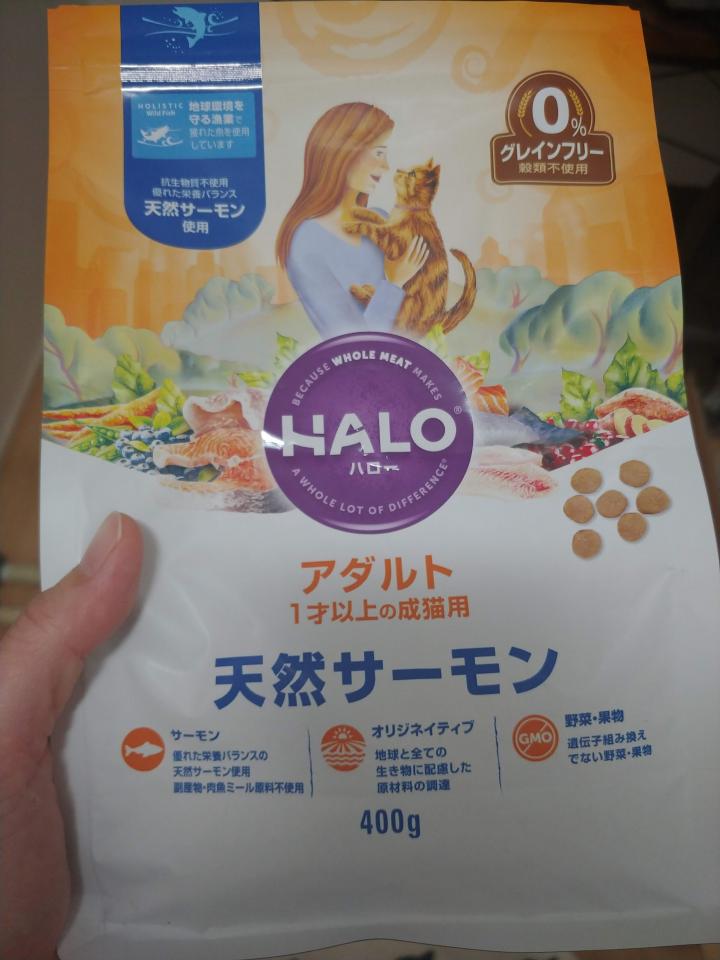 HOLISTIC
Wild Fish
地球環境を
守る漁業で
獲れた魚を使用
しています
抗生物質不使用
優れた栄養バランス
天然サーモン
使用
0%
グレインフリー
穀類不使用
BECAUSE WHOLE MEAT MAKES
HALO®
ハロー
A WHOLE LOT OF DIFFERENCE®
アダルト
1才以上の成猫用
天然サーモン
サーモン
優れた栄養バランスの
天然サーモン使用
副産物・肉魚ミール原料不使用
オリジネイティブ
地球と全ての
生き物に配慮した
原材料の調達
GMO
野菜・果物
遺伝子組み換え
でない野菜・果物
400g